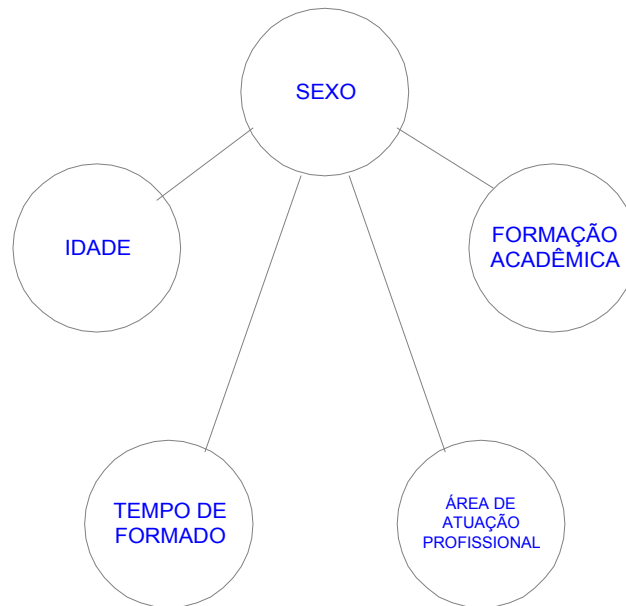 SEXO
IDADE
FORMAÇÃO
ACADÊMICA
TEMPO DE
FORMADO
ÁREA DE
ATUAÇÃO
PROFISSIONAL